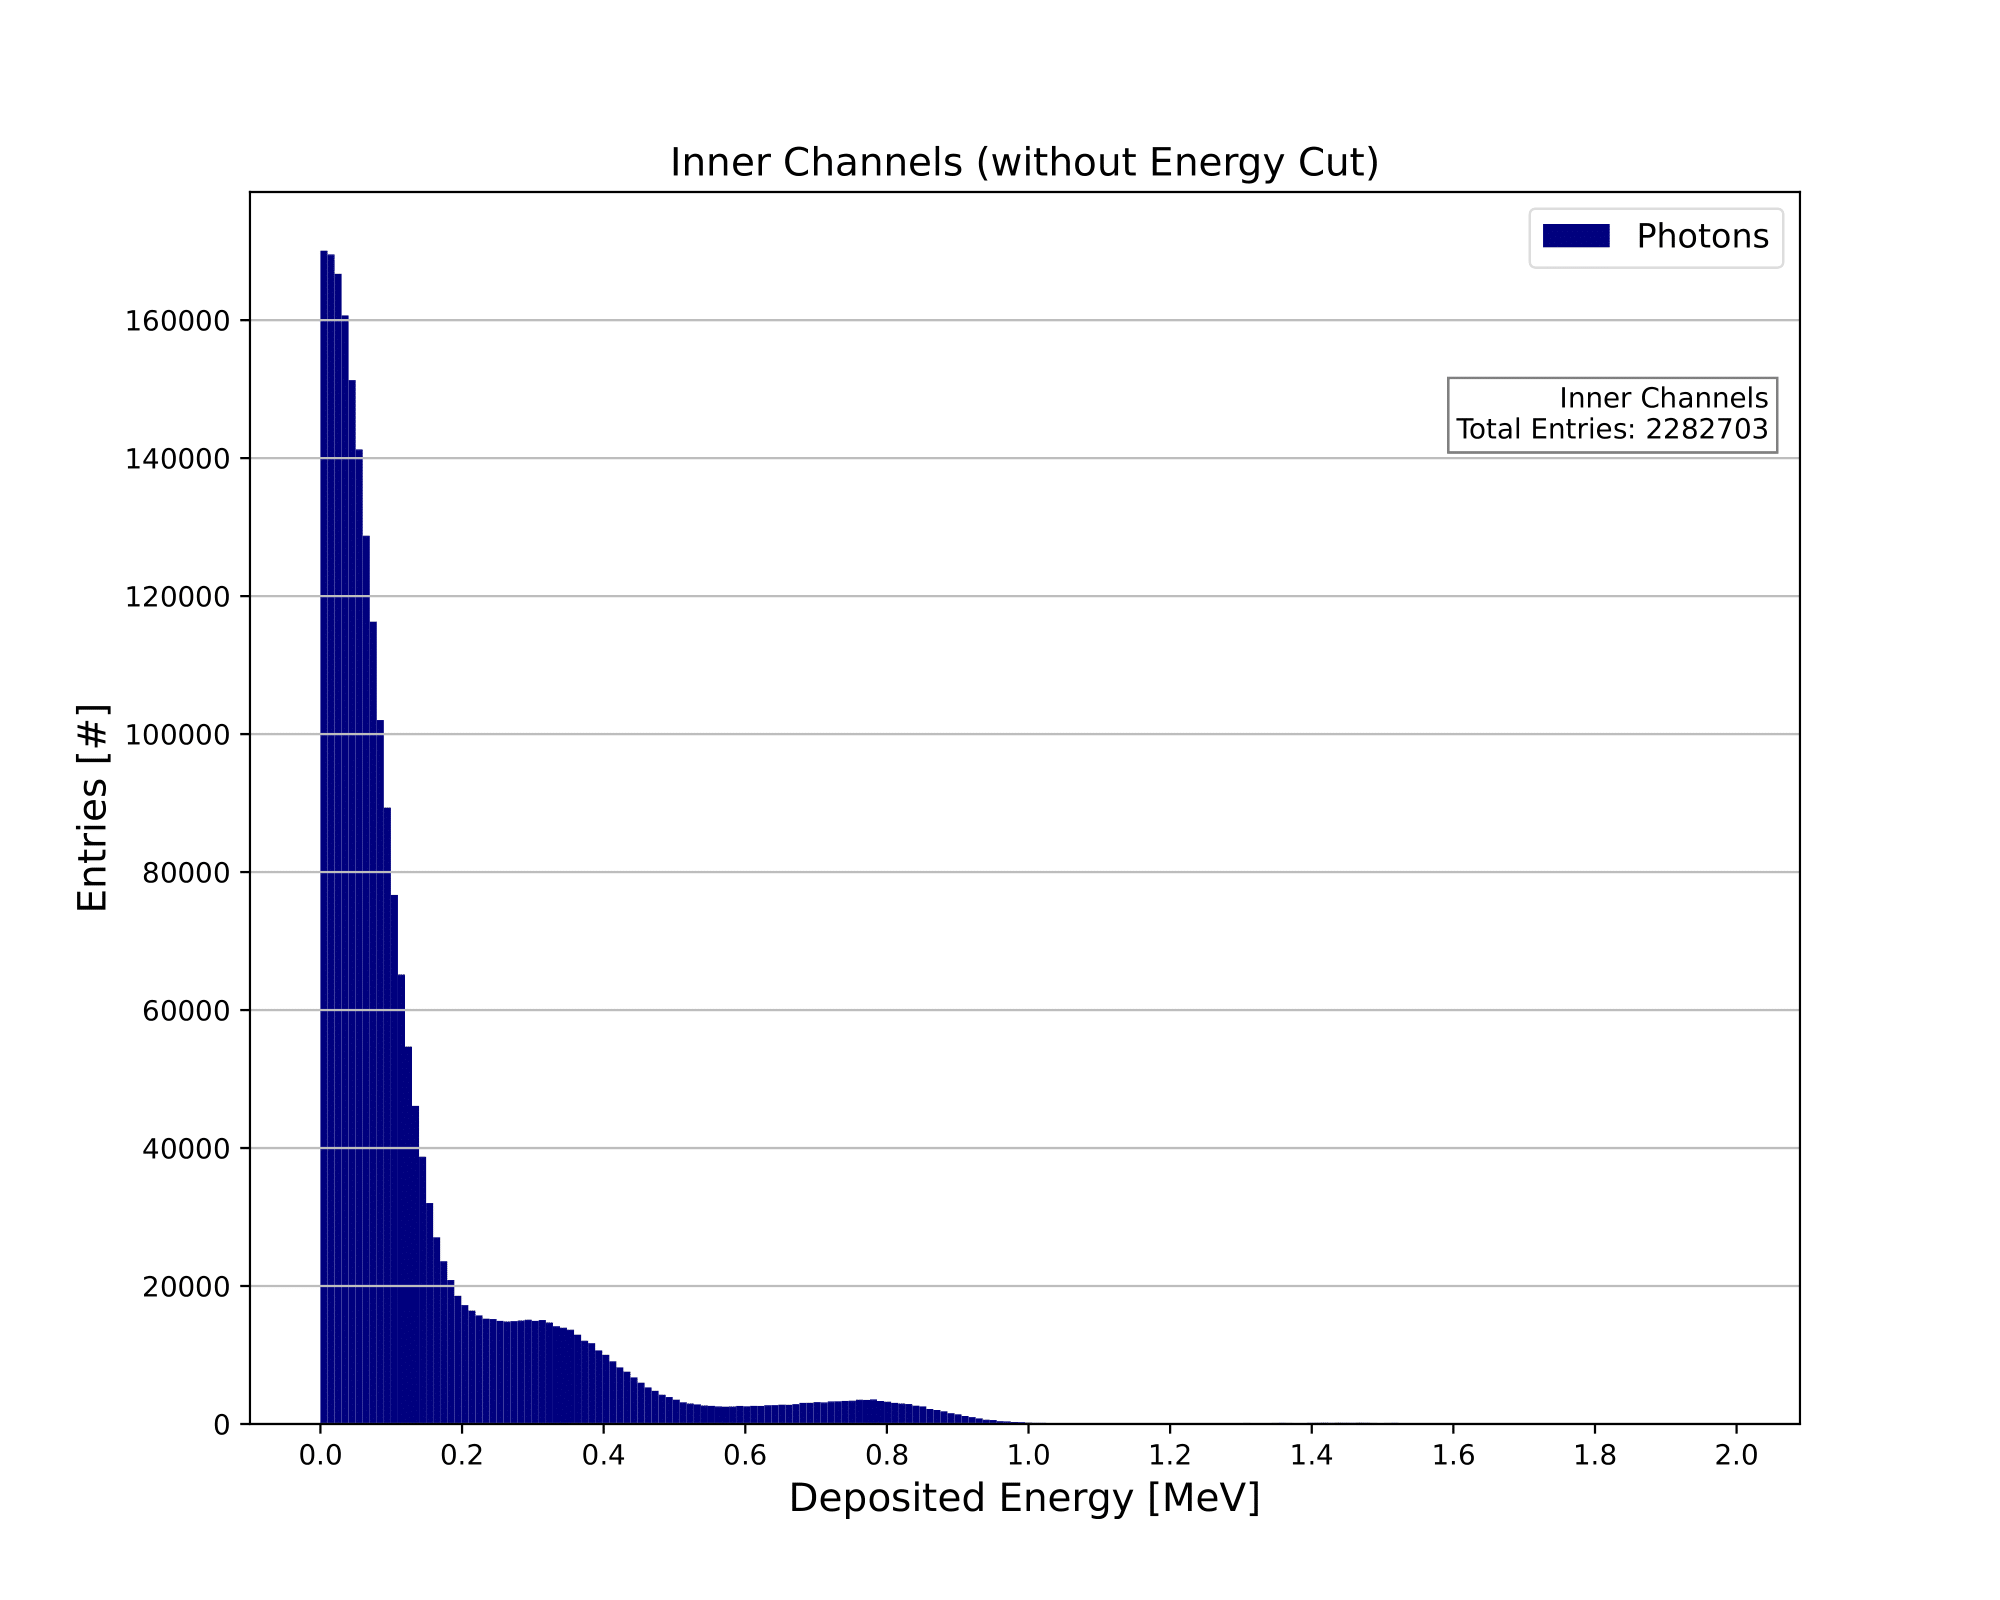 Inner Channels (without Energy Cut)
Photons
Inner Channels
Total Entries: 2282703
Entries [#]
160000
140000
120000
100000
80000
60000
40000
20000
0
0.0 0.2 0.4 0.6 0.8 1.0 1.2 1.4 1.6 1.8 2.0
Deposited Energy [MeV]